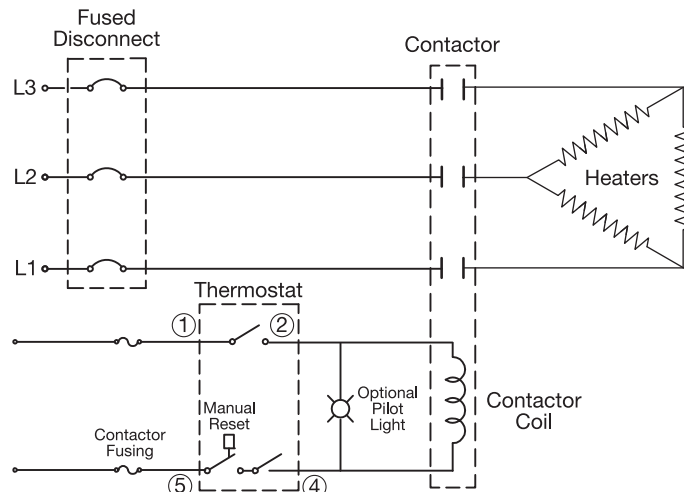 Fused
Disconnect
Contactor
L3
L2
Heaters
L1
Thermostat
① ②
Optional
Pilot
Light
Manual
Reset
Contactor
Coil
Contactor
Fusing
⑤ ④